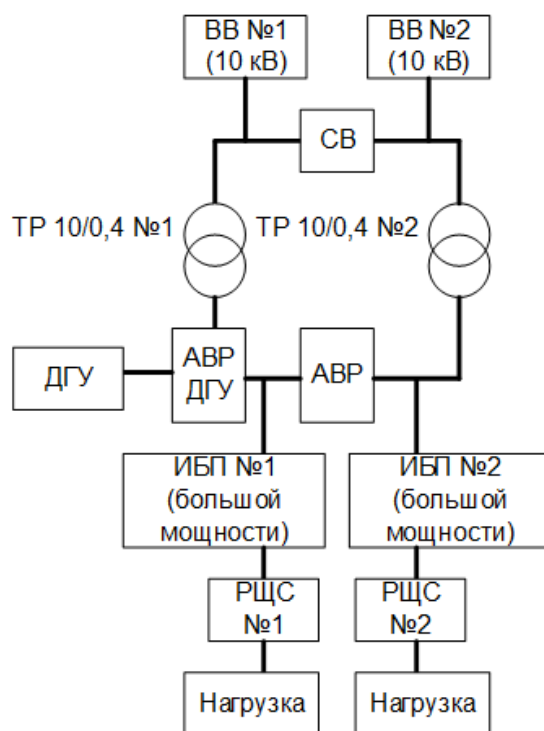 ВВ №1
(10 кВ)
ВВ №2
(10 кВ)
СВ
ТР 10/0,4 №1
ТР 10/0,4 №2
ДГУ
АВР
ДГУ
АВР
ИБП №1
(большой
мощности)
ИБП №2
(большой
мощности)
РЩС
№1
РЩС
№2
Нагрузка
Нагрузка